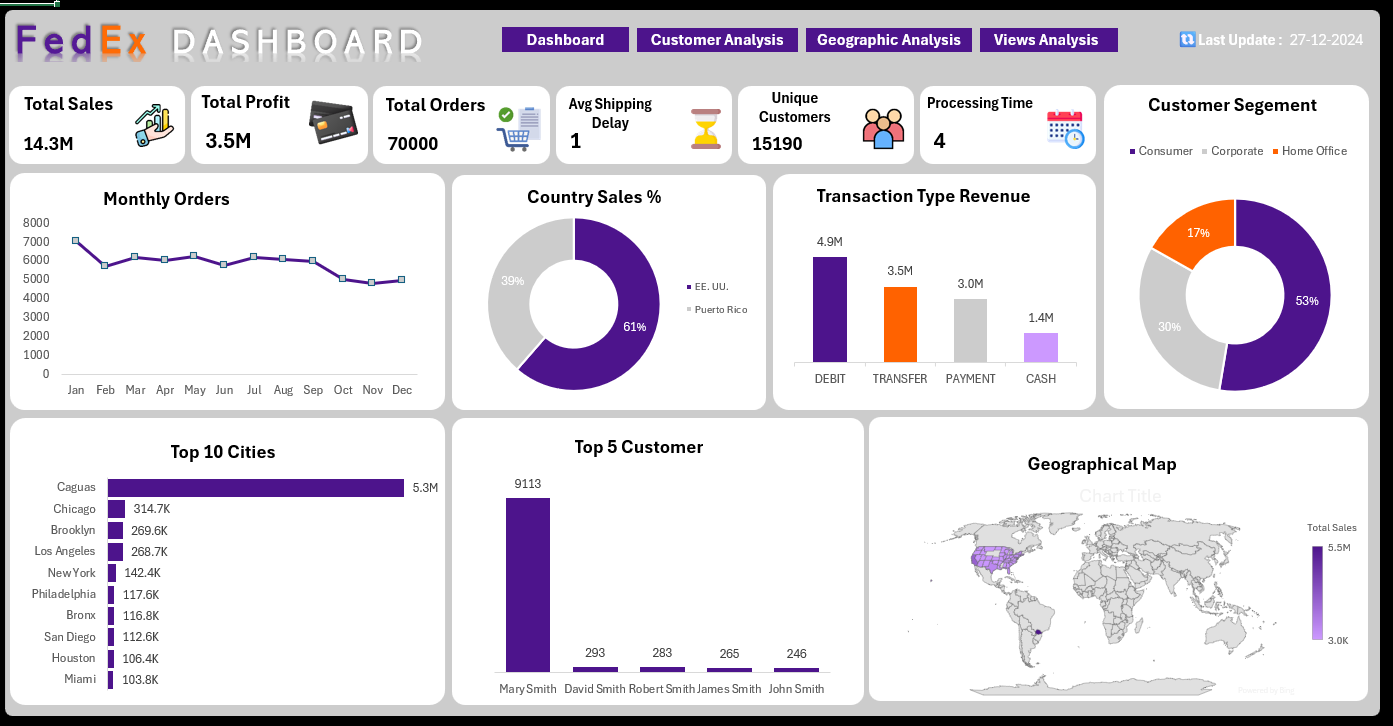 FedEx DASHBOARD
Dashboard
Customer Analysis
Geographic Analysis
Views Analysis
Last Update : 27-12-2024
Total Sales
14.3M
Total Profit
3.5M
Total Orders
70000
Avg Shipping
Delay
1
Unique
Customers
15190
Processing Time
4
Customer Segement
Consumer Corporate Home Office
17%
53%
30%
Monthly Orders
8000
7000
6000
5000
4000
3000
2000
1000
0
Jan Feb Mar Apr May Jun Jul Aug Sep Oct Nov Dec
Country Sales %
39%
61%
EE. UU.
Puerto Rico
Transaction Type Revenue
4.9M
3.5M
3.0M
1.4M
DEBIT TRANSFER PAYMENT CASH
Top 10 Cities
Caguas 5.3M
Chicago 314.7K
Brooklyn 269.6K
Los Angeles 268.7K
New York 142.4K
Philadelphia 117.6K
Bronx 116.8K
San Diego 112.6K
Houston 106.4K
Miami 103.8K
Top 5 Customer
9113
293
283
265
246
Mary Smith David Smith Robert Smith James Smith John Smith
Geographical Map
Chart Title
Total Sales
5.5M
3.0K
Powered by Bing